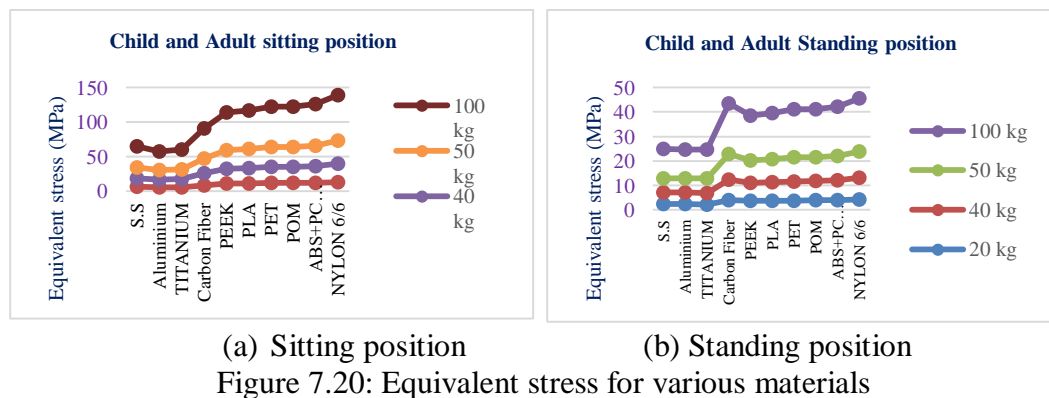 Child and Adult sitting position
Equivalent stress (MPa)
150
100
50
0
S.S
Aluminium
TITANIUM
Carbon Fiber
PEEK
PLA
PET
POM
ABS+PC..
NYLON 6/6
100
kg
50
kg
40
kg
Child and Adult Standing position
Equivalent stress (MPa)
50
40
30
20
10
0
S.S
Aluminium
TITANIUM
Carbon Fiber
PEEK
PLA
PET
POM
ABS+PC..
NYLON 6/6
100 kg
50 kg
40 kg
20 kg
(a) Sitting position
(b) Standing position
Figure 7.20: Equivalent stress for various materials